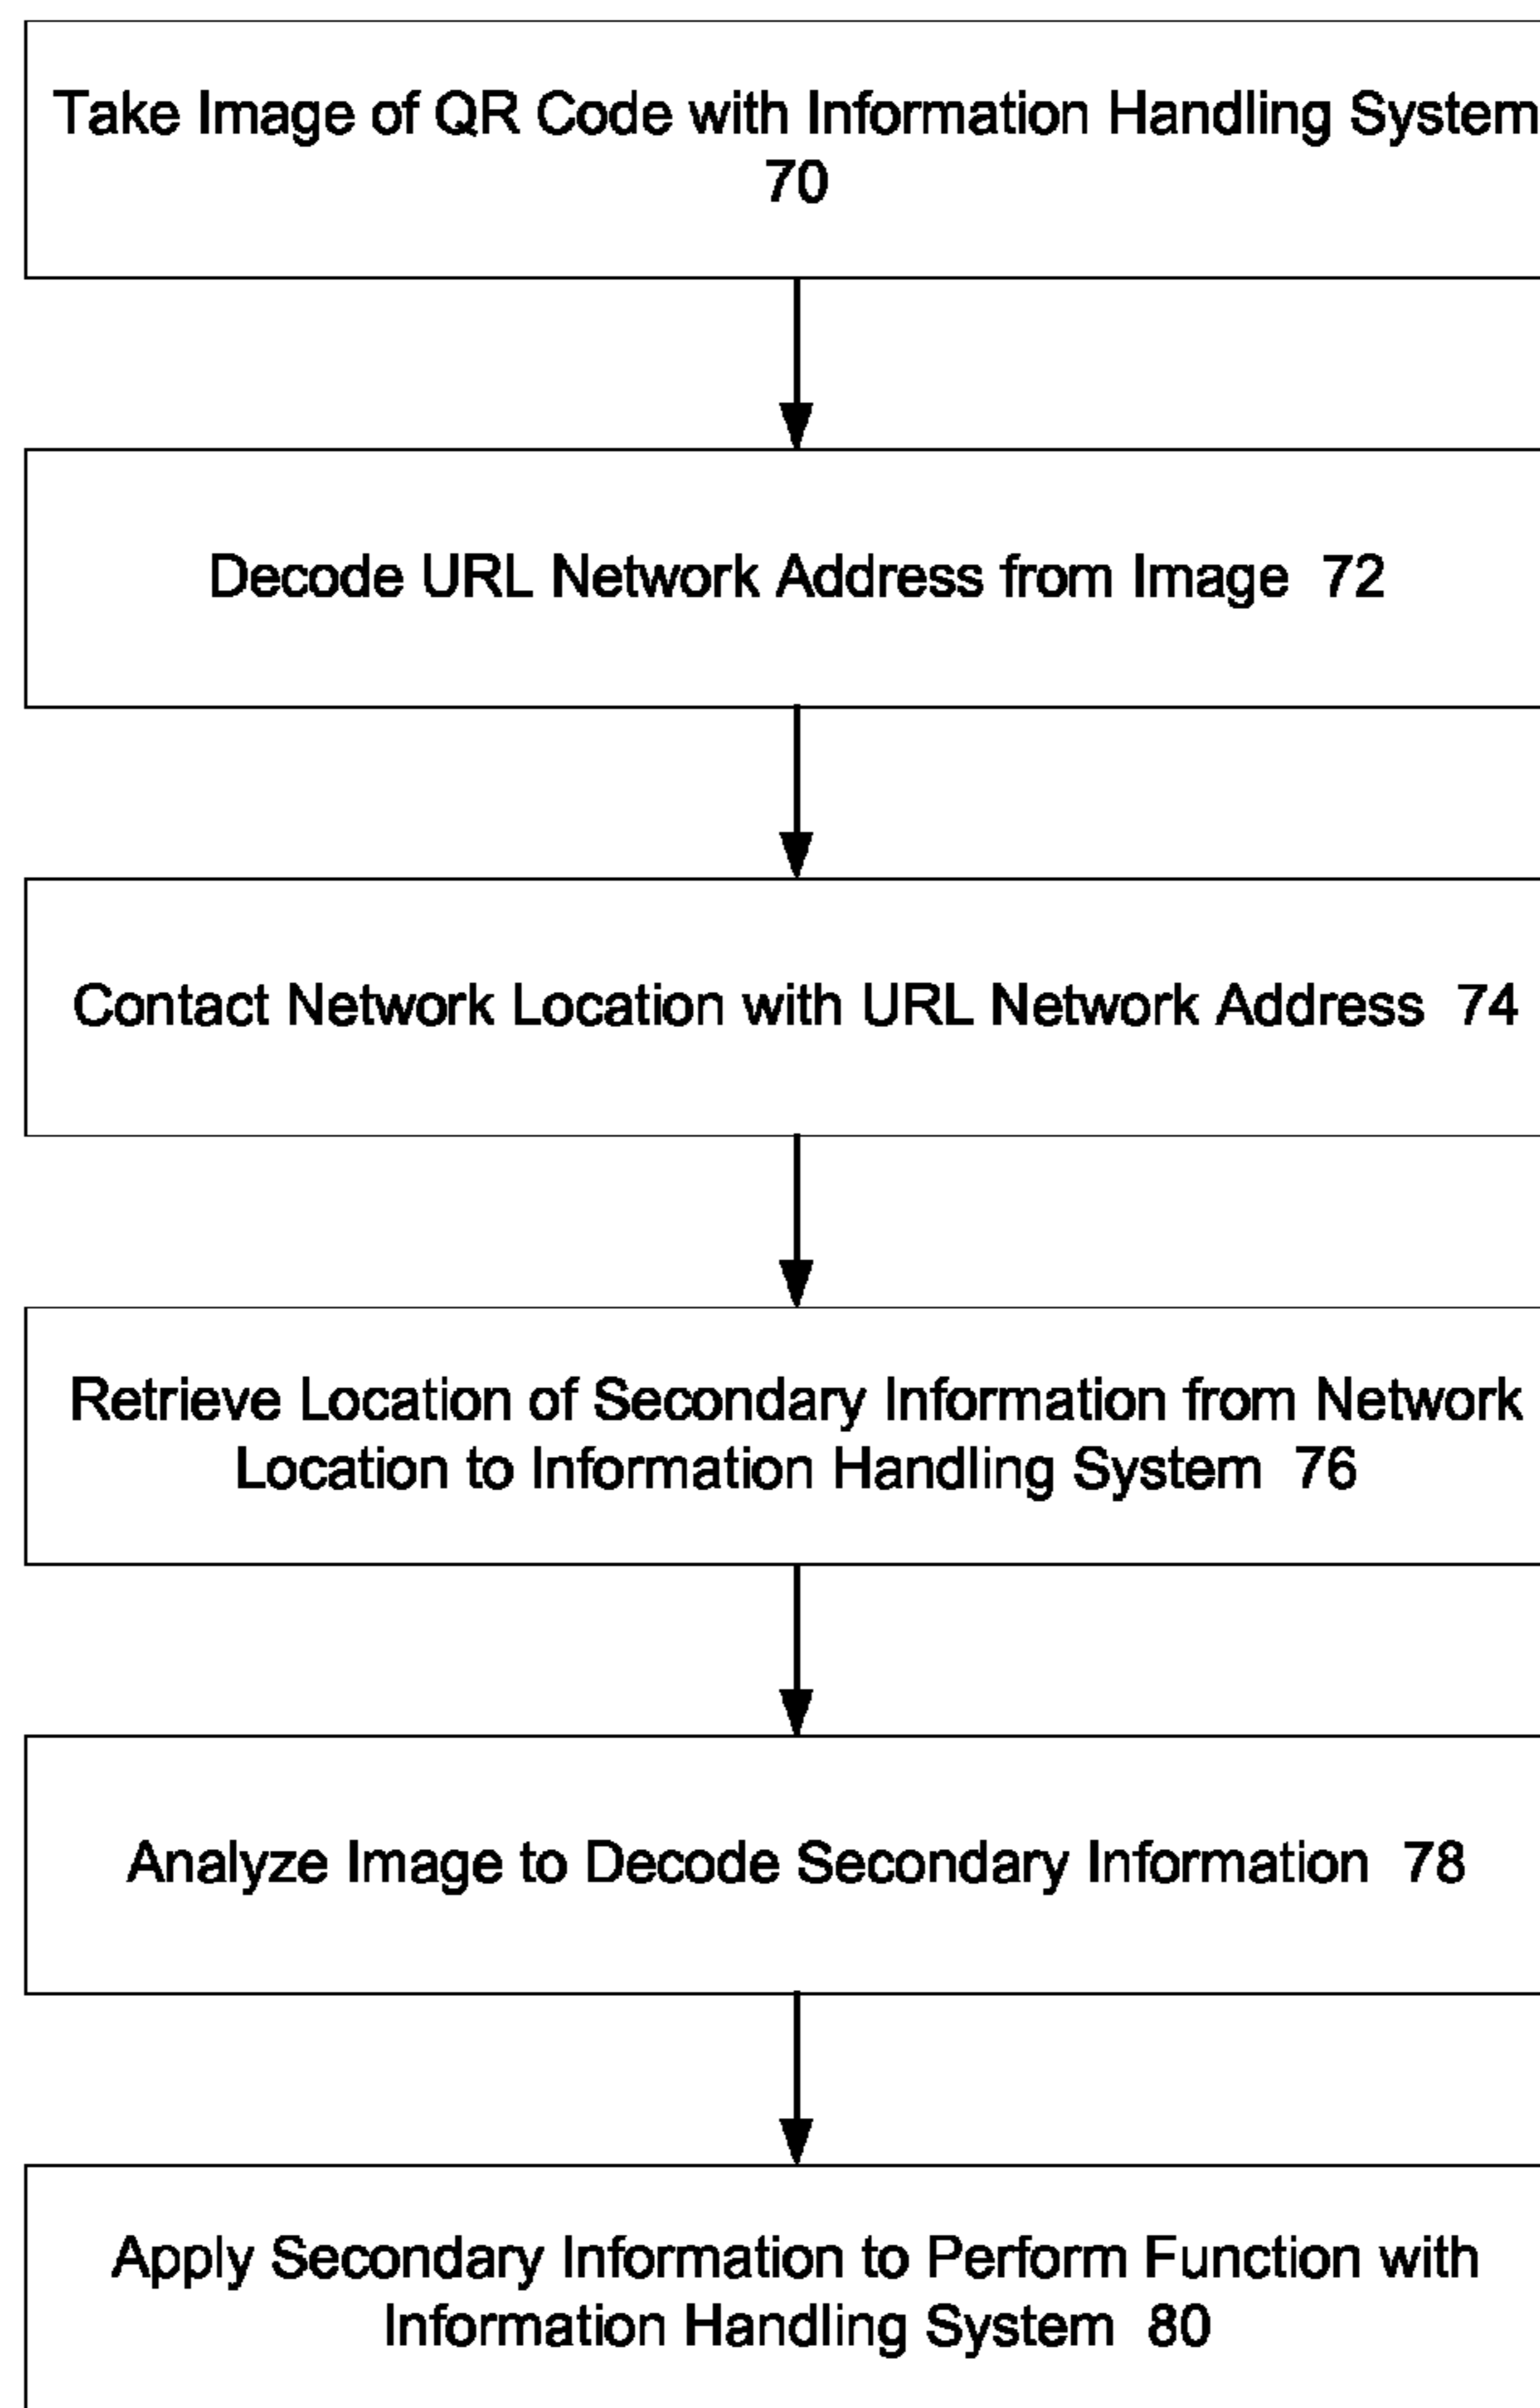 Take Image of QR Code with Information Handling System
70
Decode URL Network Address from Image 72
Contact Network Location with URL Network Address 74
Retrieve Location of Secondary Information from Network
Location to Information Handling System 76
Analyze Image to Decode Secondary Information 78
Apply Secondary Information to Perform Function with
Information Handling System 80